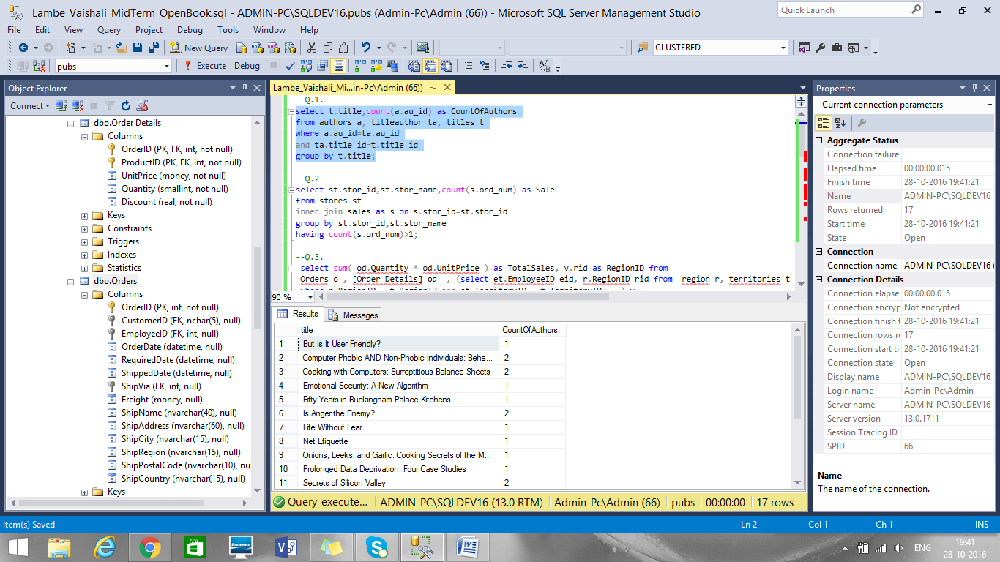 Lambe_Vaishali_MidTerm_OpenBook.sql - ADMIN-PC\SQLDEV16.pubs (Admin-Pc\Admin (66)) - Microsoft SQL Server Management Studio
Quick Launch
File Edit View Query Project Debug Tools Window Help
New Query
CLUSTERED
pubs
Execute Debug
Object Explorer
Connect
dbo.Order Details
Columns
OrderID (PK, FK, int, not null)
ProductID (PK, FK, int, not null)
UnitPrice (money, not null)
Quantity (smallint, not null)
Discount (real, not null)
Keys
Constraints
Triggers
Indexes
Statistics
dbo.Orders
Columns
OrderID (PK, int, not null)
CustomerID (FK, nchar(5), null)
EmployeeID (FK, int, null)
OrderDate (datetime, null)
RequiredDate (datetime, null)
ShippedDate (datetime, null)
ShipVia (FK, int, null)
Freight (money, null)
ShipName (nvarchar(40), null)
ShipAddress (nvarchar(60), null)
ShipCity (nvarchar(15), null)
ShipRegion (nvarchar(15), null)
ShipPostalCode (nvarchar(10), nu
ShipCountry (nvarchar(15), null)
Keys
Lambe_Vaishali_Mi...in-Pc\Admin (66))
--Q.1.
select t.title,count(a.au_id) as CountOfAuthors
from authors a, titleauthor ta, titles t
where a.au_id=ta.au_id
and ta.title_id=t.title_id
group by t.title;
--Q.2
select st.stor_id,st.stor_name,count(s.ord_num) as Sale
from stores st
inner join sales as s on s.stor_id=st.stor_id
group by st.stor_id,st.stor_name
having count(s.ord_num)>1;
--Q.3.
select sum( od.Quantity * od.UnitPrice ) as TotalSales, v.rid as RegionID from
Orders o , [Order Details] od , (select et.EmployeeID eid, r.RegionID rid from region r, territories t
90 %
Results Messages
title CountOfAuthors
1 But Is It User Friendly? 1
2 Computer Phobic AND Non-Phobic Individuals: Beha... 2
3 Cooking with Computers: Surreptitious Balance Sheets 2
4 Emotional Security: A New Algorithm 1
5 Fifty Years in Buckingham Palace Kitchens 1
6 Is Anger the Enemy? 2
7 Life Without Fear 1
8 Net Etiquette 1
9 Onions, Leeks, and Garlic: Cooking Secrets of the M... 1
10 Prolonged Data Deprivation: Four Case Studies 1
11 Secrets of Silicon Valley 2
Query execute... ADMIN-PC\SQLDEV16 (13.0 RTM) Admin-Pc\Admin (66) pubs 00:00:00 17 rows
Properties
Current connection parameters
Aggregate Status
Connection failures
Elapsed time 00:00:00.015
Finish time 28-10-2016 19:41:21
Name ADMIN-PC\SQLDEV16
Rows returned 17
Start time 28-10-2016 19:41:21
State Open
Connection
Connection name ADMIN-PC\SQLDEV16 (
Connection Details
Connection elapse 00:00:00.015
Connection encryp Not encrypted
Connection finish t 28-10-2016 19:41:21
Connection rows re 17
Connection start ti 28-10-2016 19:41:21
Connection state Open
Display name ADMIN-PC\SQLDEV16
Login name Admin-Pc\Admin
Server name ADMIN-PC\SQLDEV16
Server version 13.0.1711
Session Tracing ID
SPID 66
Name
The name of the connection.
Item(s) Saved Ln 2 Col 1 Ch 1 INS
lenovo
ENG
19:41
28-10-2016